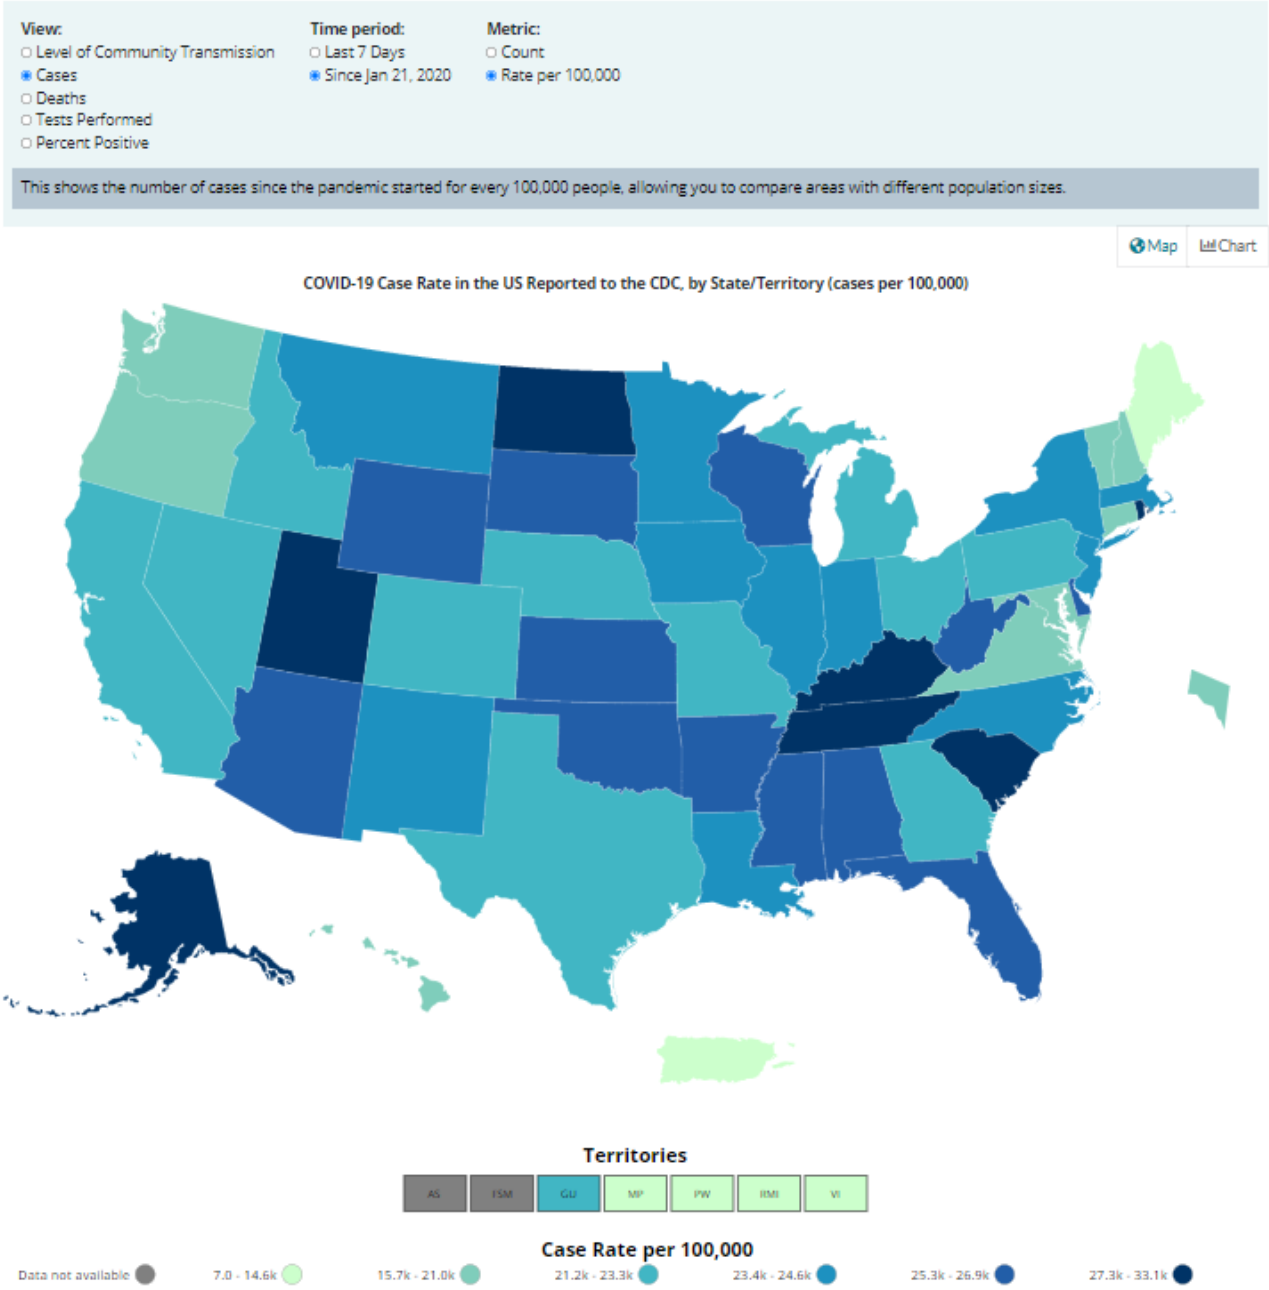 View:
Level of Community Transmission
Cases
Deaths
Tests Performed
Percent Positive
Time period:
Last 7 Days
Since Jan 21, 2020
Metric:
Count
Rate per 100,000
This shows the number of cases since the pandemic started for every 100,000 people, allowing you to compare areas with different population sizes.
Map
Chart
COVID-19 Case Rate in the US Reported to the CDC, by State/Territory (cases per 100,000)
Territories
AS FSM GU MP PW RMI VI
Case Rate per 100,000
Data not available 7.0 - 14.6k 15.7k - 21.0k 21.2k - 23.3k 23.4k - 24.6k 25.3k - 26.9k 27.3k - 33.1k